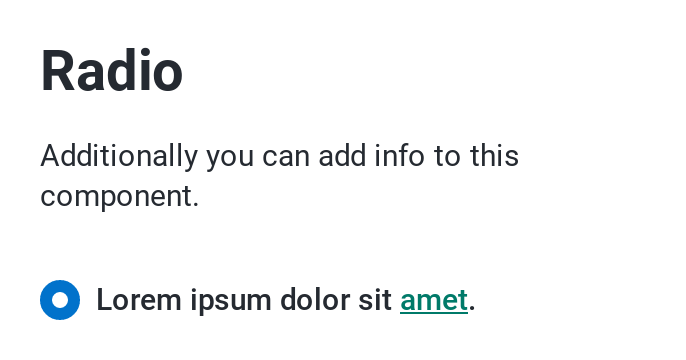 Radio
Additionally you can add info to this
component.
Lorem ipsum dolor sit amet.